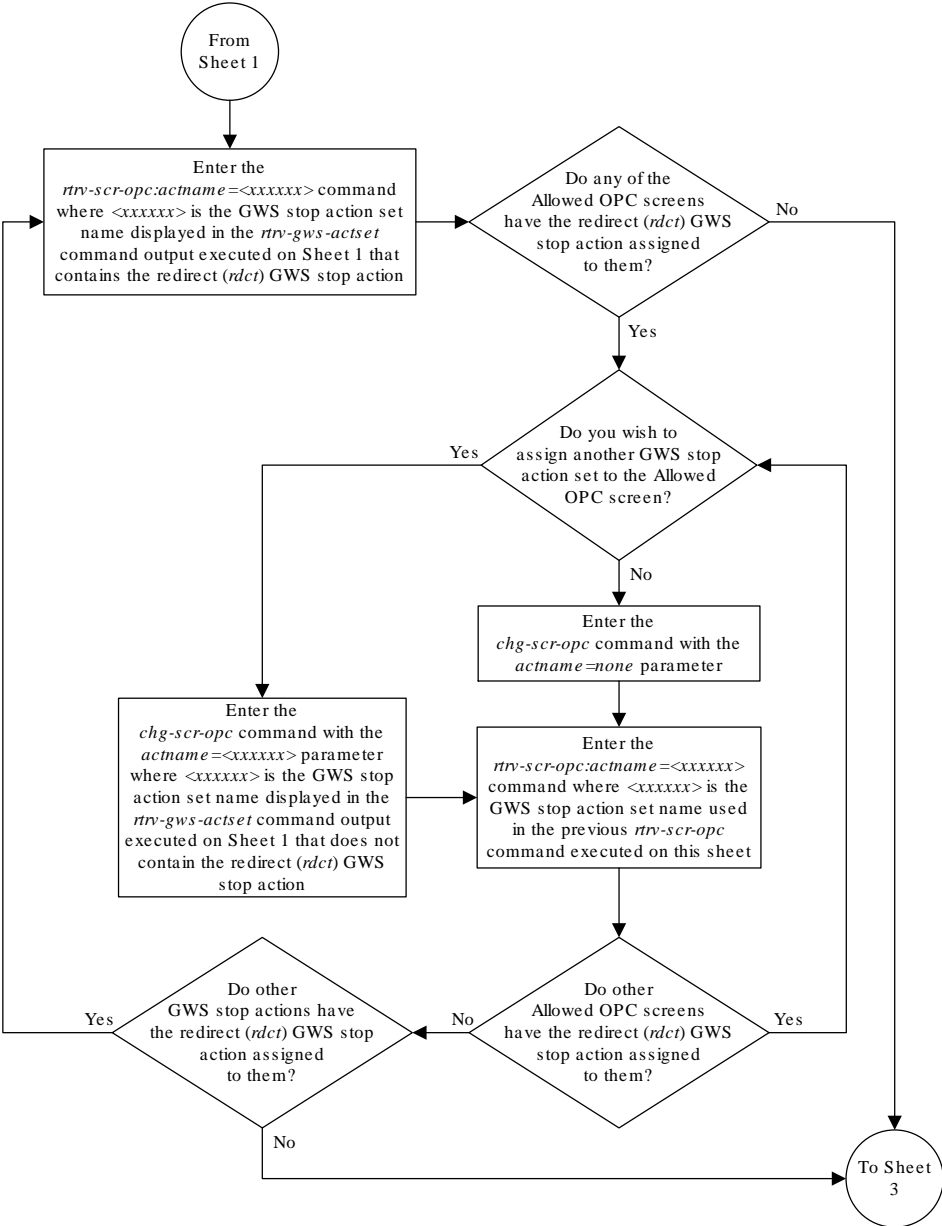 From
Sheet 1
Enter the
rtrv-scr-opc:actname=<xxxxxx> command
where <xxxxxx> is the GWS stop action set
name displayed in the rtrv-gws-actset
command output executed on Sheet 1 that
contains the redirect (rdct) GWS stop action
Do any of the
Allowed OPC screens
have the redirect (rdct) GWS
stop action assigned
to them?
No
Yes
Do you wish to
assign another GWS stop
action set to the Allowed
OPC screen?
Yes
No
Enter the
chg-scr-opc command with the
actname=none parameter
Enter the
chg-scr-opc command with the
actname=<xxxxxx> parameter
where <xxxxxx> is the GWS stop
action set name displayed in the
rtrv-gws-actset command output
executed on Sheet 1 that does not
contain the redirect (rdct) GWS
stop action
Enter the
rtrv-scr-opc:actname=<xxxxxx>
command where <xxxxxx> is the
GWS stop action set name used
in the previous rtrv-scr-opc
command executed on this sheet
Do other
Allowed OPC screens
have the redirect (rdct) GWS
stop action assigned
to them?
Yes
No
Do other
GWS stop actions have
the redirect (rdct) GWS stop
action assigned
to them?
Yes
No
To Sheet
3